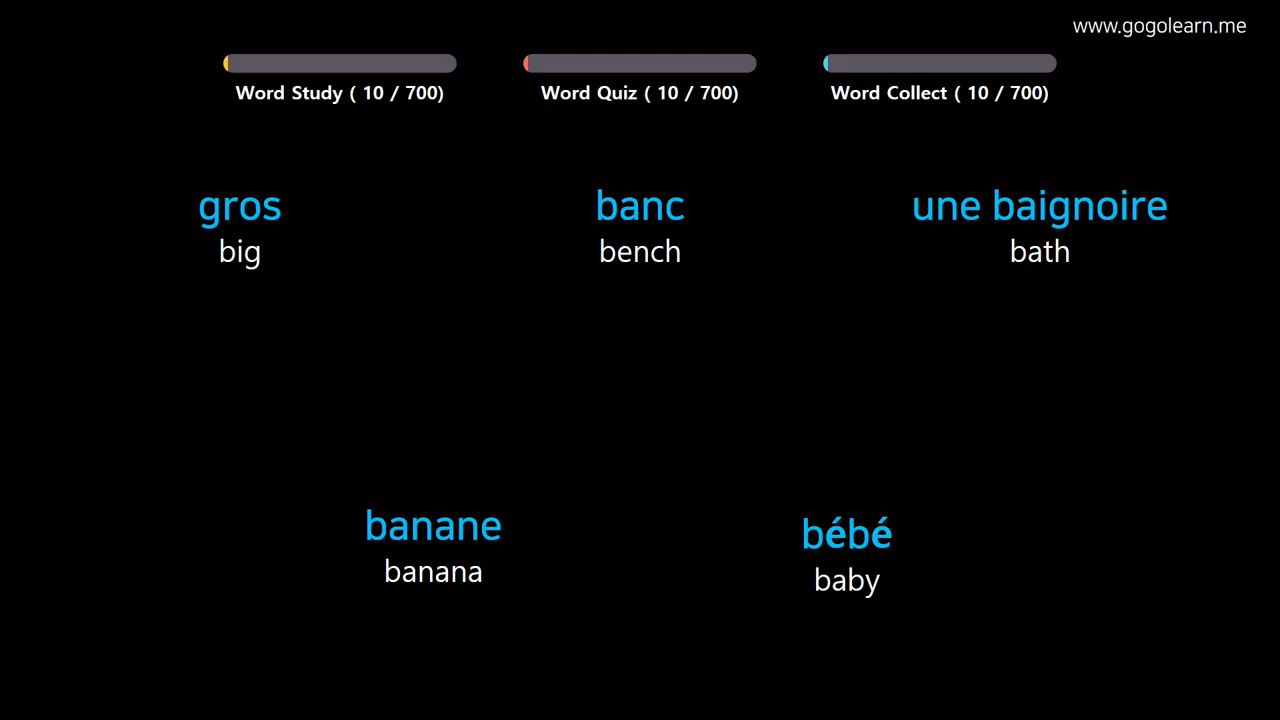 www.gogolearn.me
Word Study ( 10 / 700)
Word Quiz ( 10 / 700)
Word Collect ( 10 / 700)
gros
big
banc
bench
une baignoire
bath
banane
banana
bébé
baby